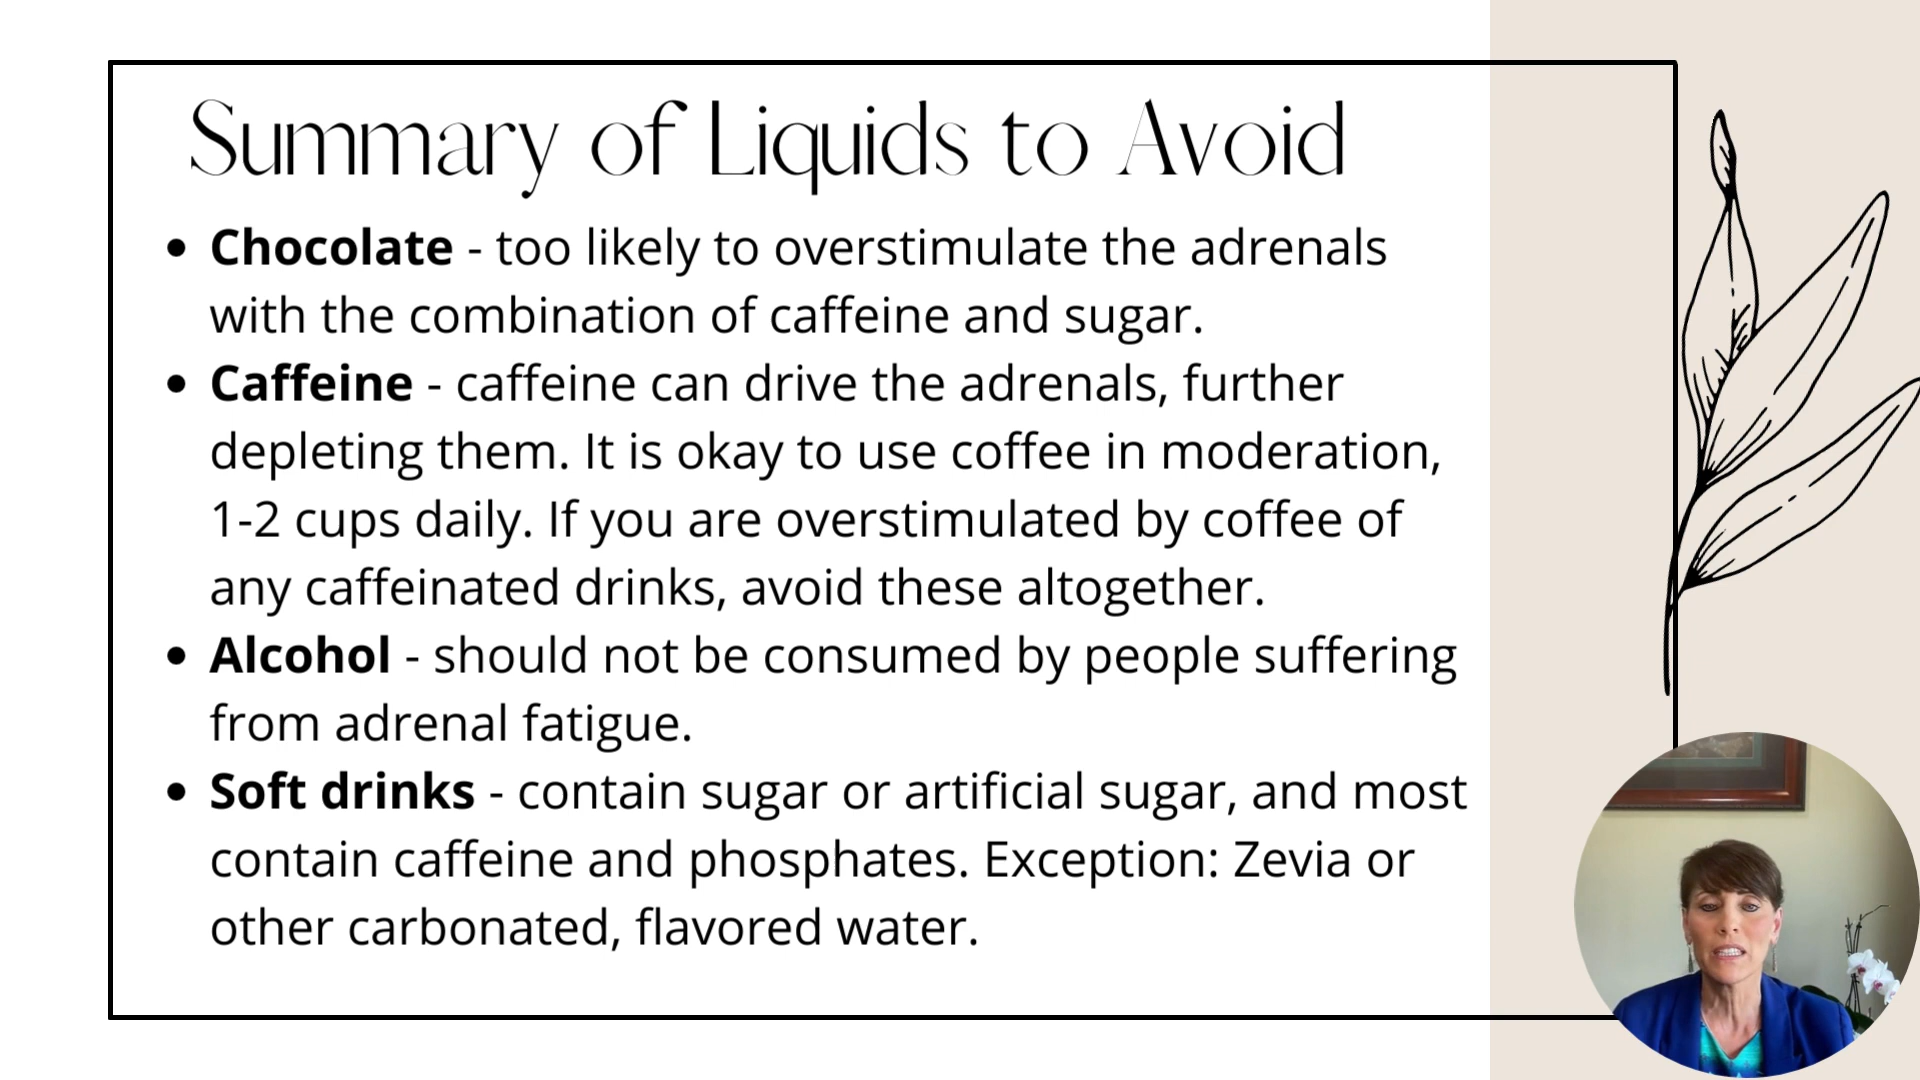 Summary of Liquids to Avoid
• Chocolate - too likely to overstimulate the adrenals
with the combination of caffeine and sugar.
• Caffeine - caffeine can drive the adrenals, further
depleting them. It is okay to use coffee in moderation,
1-2 cups daily. If you are overstimulated by coffee of
any caffeinated drinks, avoid these altogether.
• Alcohol - should not be consumed by people suffering
from adrenal fatigue.
• Soft drinks - contain sugar or artificial sugar, and most
contain caffeine and phosphates. Exception: Zevia or
other carbonated, flavored water.